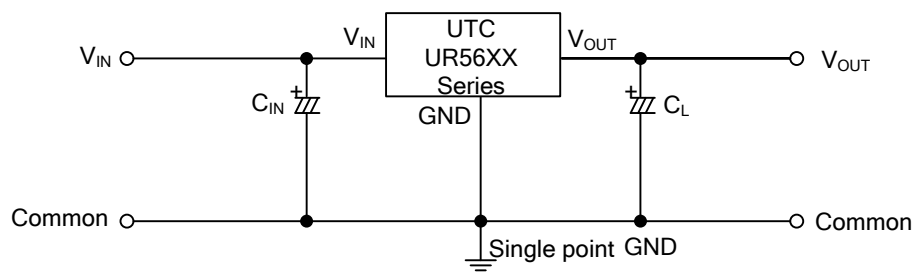 UTC
UR56XX
Series
V_IN
V_IN
V_OUT
V_OUT
C_IN
+
GND
+
C_L
Common
Common
Single point GND